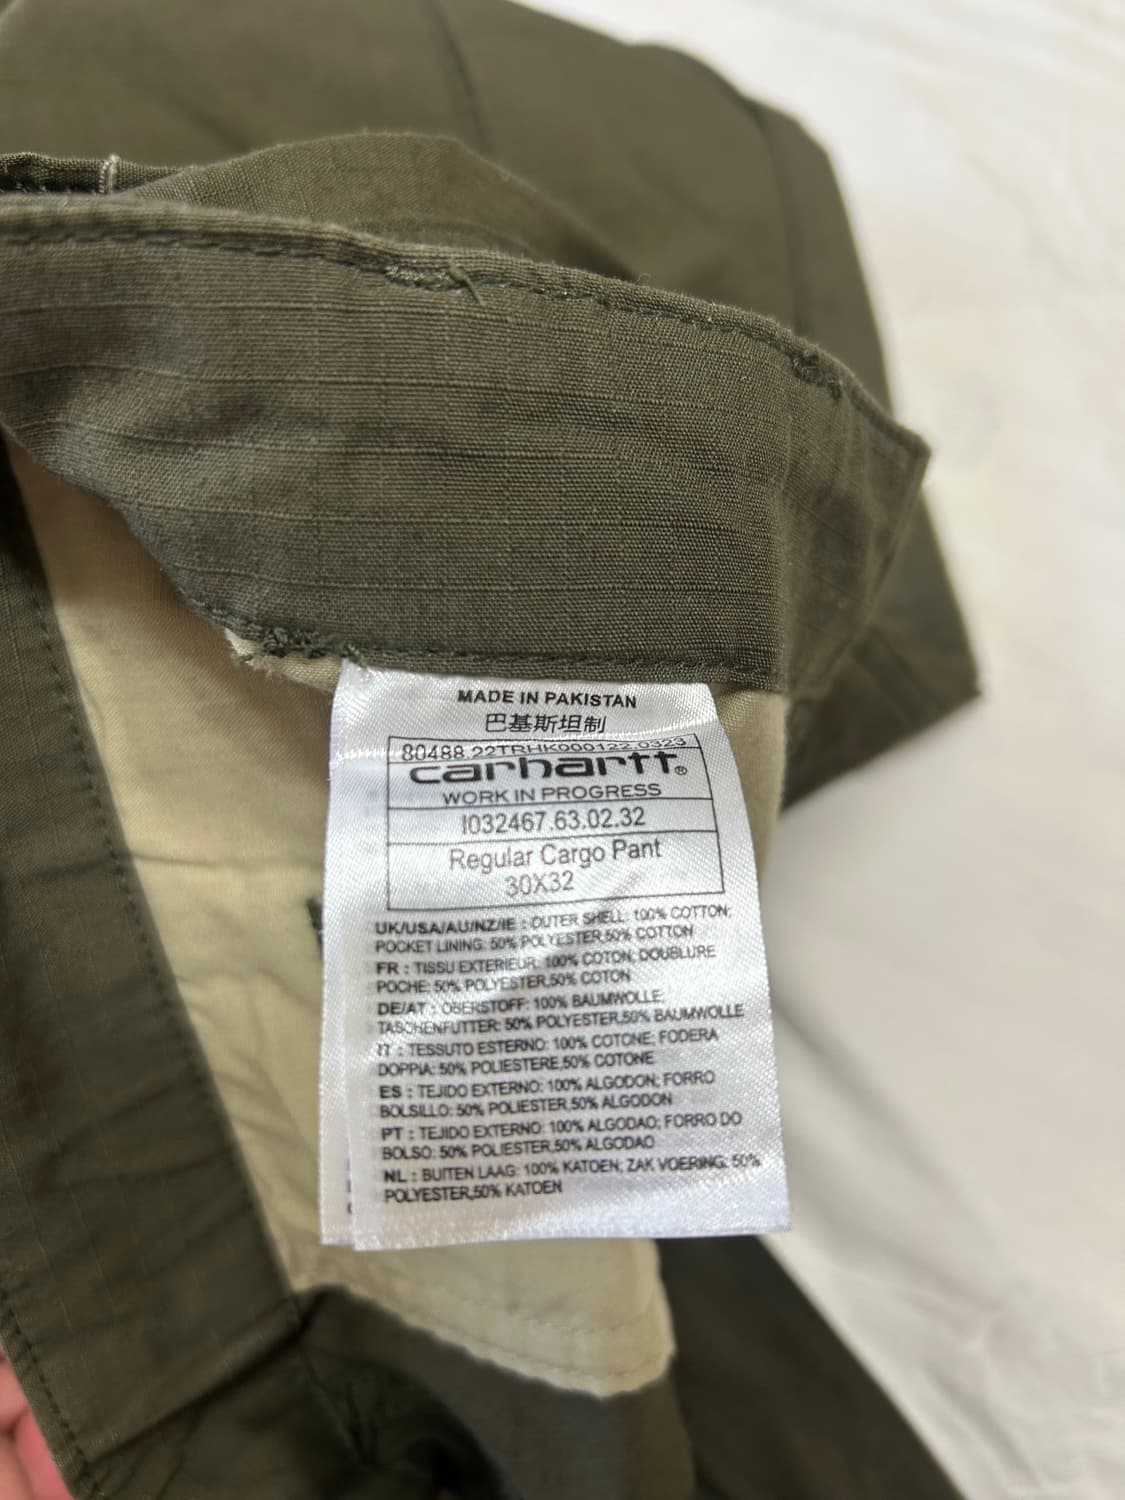 MADE IN PAKISTAN
巴基斯坦制
80488 22TRHK000122 0323
carhartt®
WORK IN PROGRESS
I032467.63.02.32
Regular Cargo Pant
30X32
UK/USA/AU/NZ/IE : OUTER SHELL: 100% COTTON;
POCKET LINING: 50% POLYESTER,50% COTTON
FR : TISSU EXTERIEUR: 100% COTON; DOUBLURE
POCHE: 50% POLYESTER,50% COTON
DE/AT : OBERSTOFF: 100% BAUMWOLLE;
TASCHENFUTTER: 50% POLYESTER,50% BAUMWOLLE
IT : TESSUTO ESTERNO: 100% COTONE; FODERA
DOPPIA: 50% POLIESTERE,50% COTONE
ES : TEJIDO EXTERNO: 100% ALGODON; FORRO
BOLSILLO: 50% POLIESTER,50% ALGODON
PT : TEJIDO EXTERNO: 100% ALGODAO; FORRO DO
BOLSO: 50% POLYESTER,50% ALGODAO
NL : BUITEN LAAG: 100% KATOEN; ZAK VOERING: 50%
POLYESTER,50% KATOEN